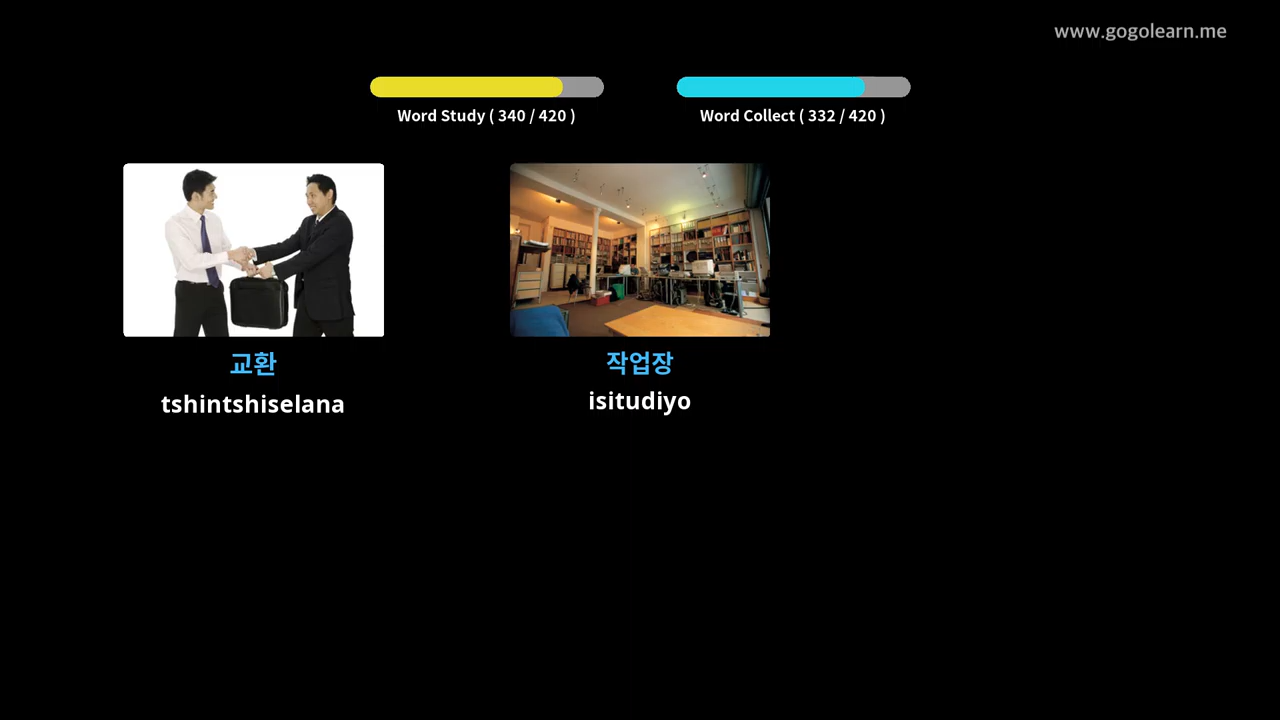 www.gogolearn.me
Word Study ( 340 / 420 )
Word Collect ( 332 / 420 )
교환
tshintshiselana
작업장
isitudiyo